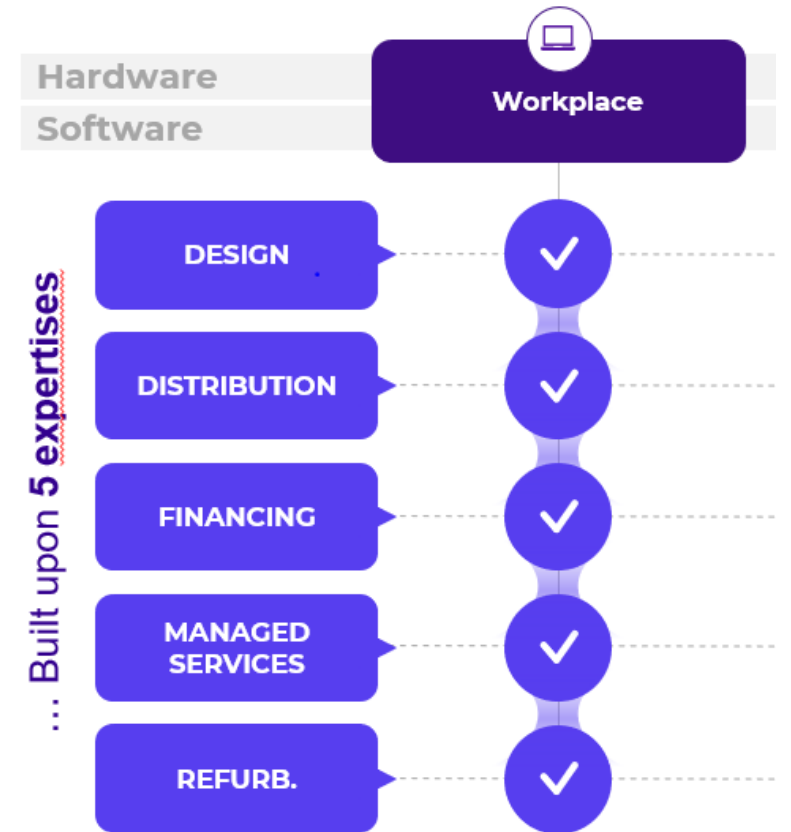 Hardware
Workplace
Software
... Built upon 5 expertises
DESIGN
DISTRIBUTION
FINANCING
MANAGED
SERVICES
REFURB.